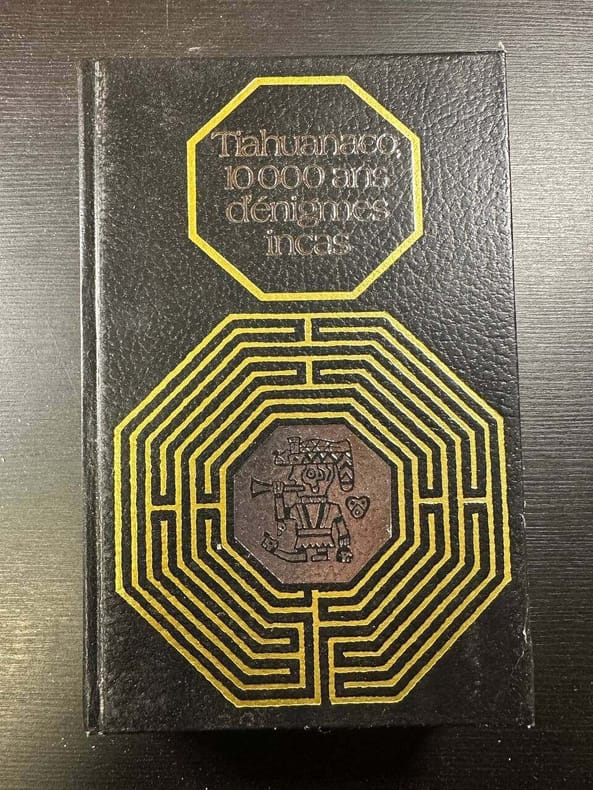 Tiahuanaco,
10 000 ans
d'énigmes
incas